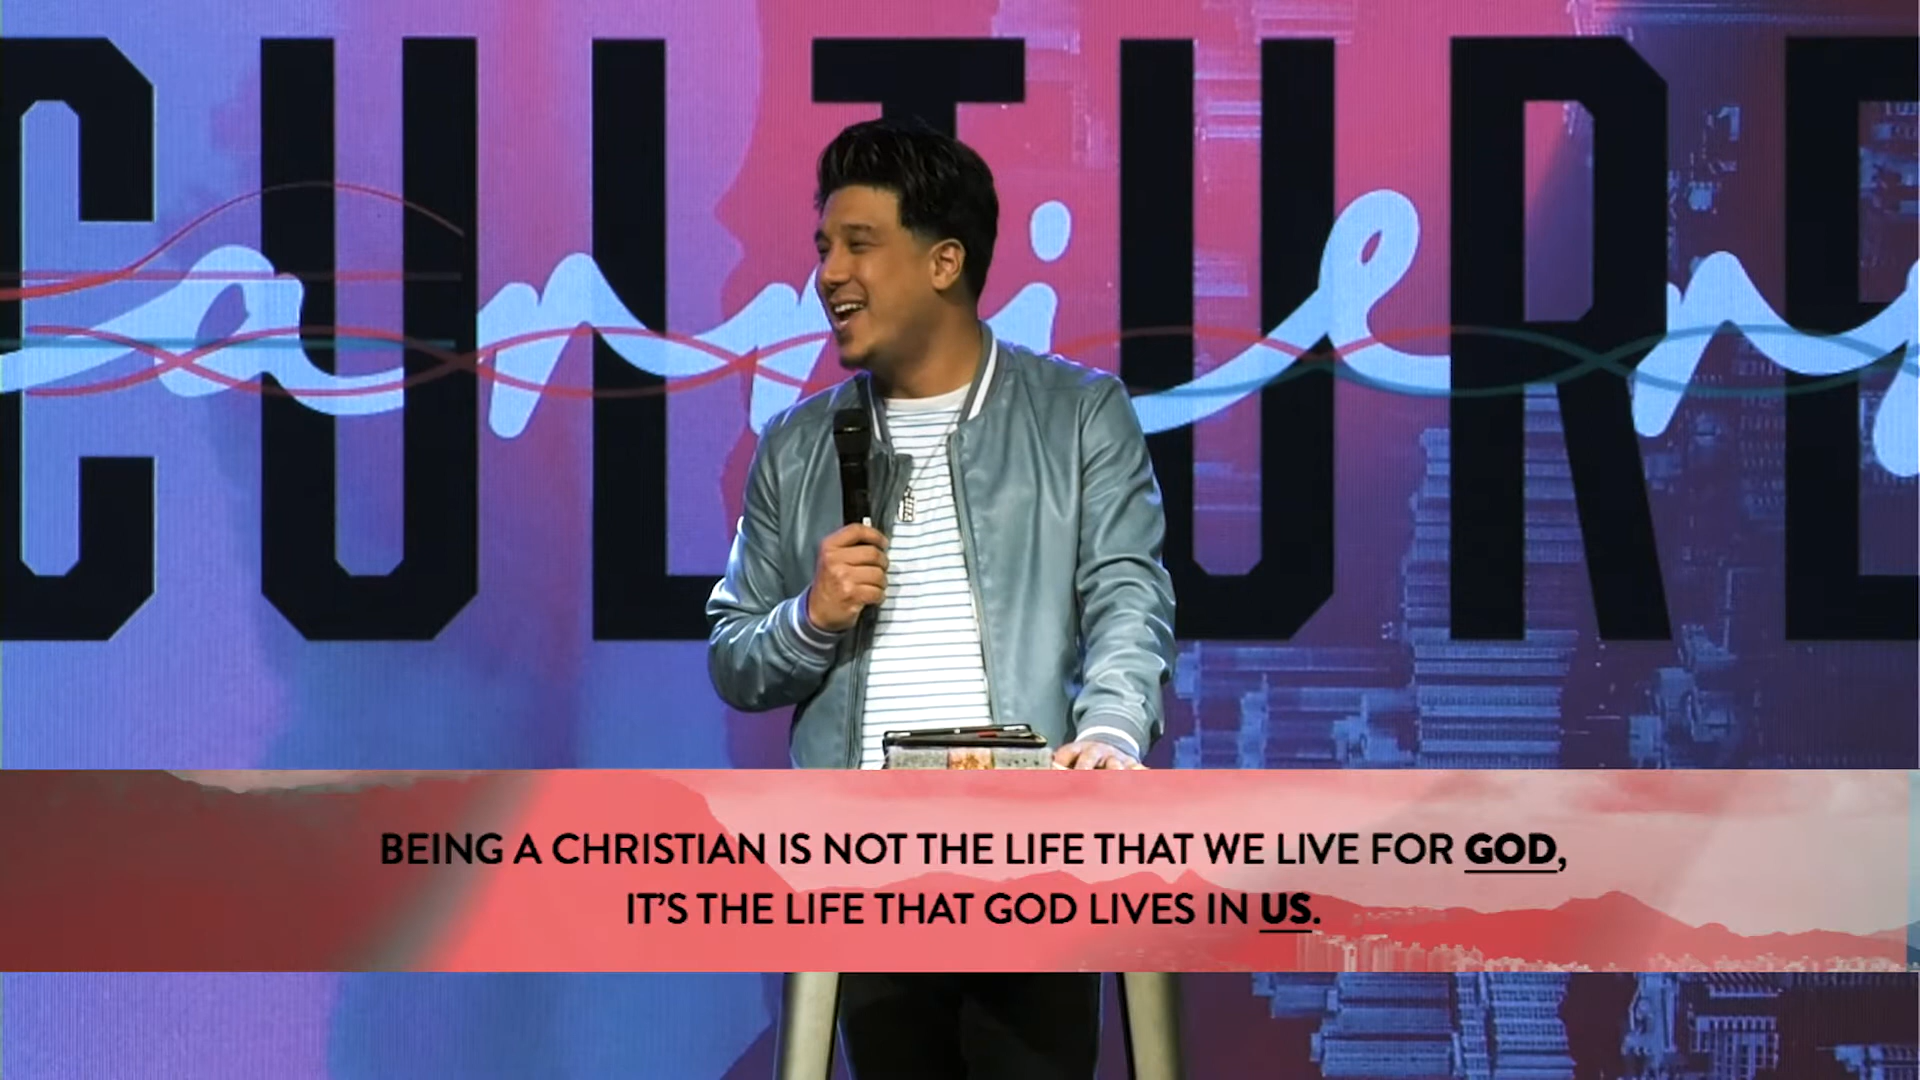 CULTURE
carriers
BEING A CHRISTIAN IS NOT THE LIFE THAT WE LIVE FOR GOD,
IT'S THE LIFE THAT GOD LIVES IN US.